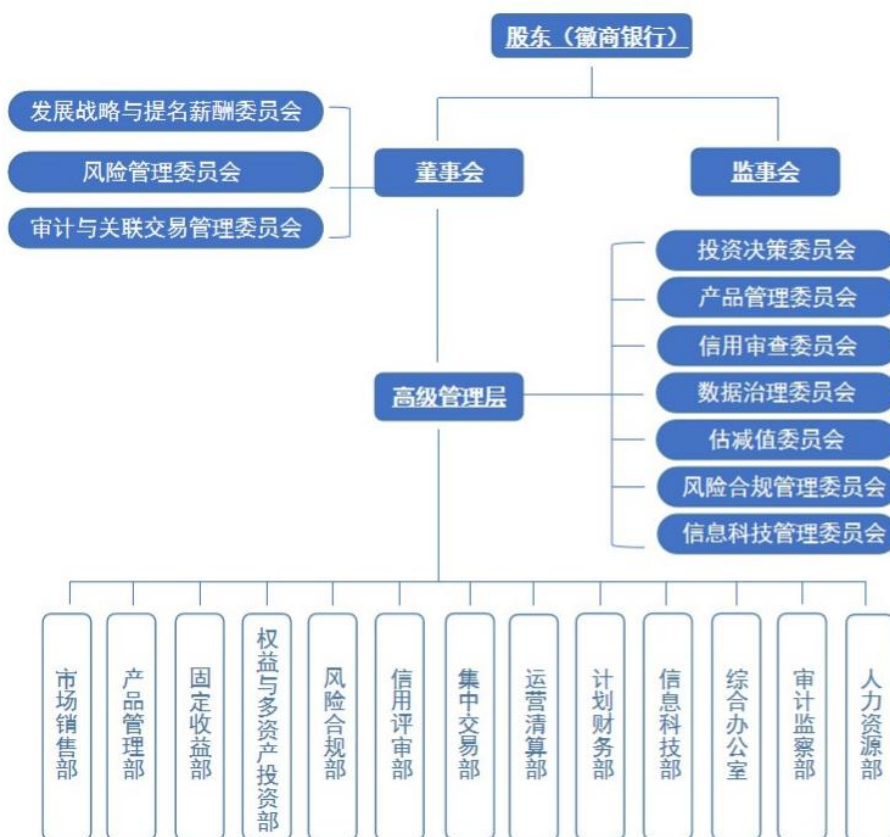 股东（徽商银行）
发展战略与提名薪酬委员会
风险管理委员会
审计与关联交易管理委员会
董事会
监事会
投资决策委员会
产品管理委员会
信用审查委员会
数据治理委员会
估减值委员会
风险合规管理委员会
信息科技管理委员会
高级管理层
市场销售部
产品管理部
固定收益部
权益与多资产投资部
风险合规部
信用评审部
集中交易部
运营清算部
计划财务部
信息科技部
综合办公室
审计监察部
人力资源部